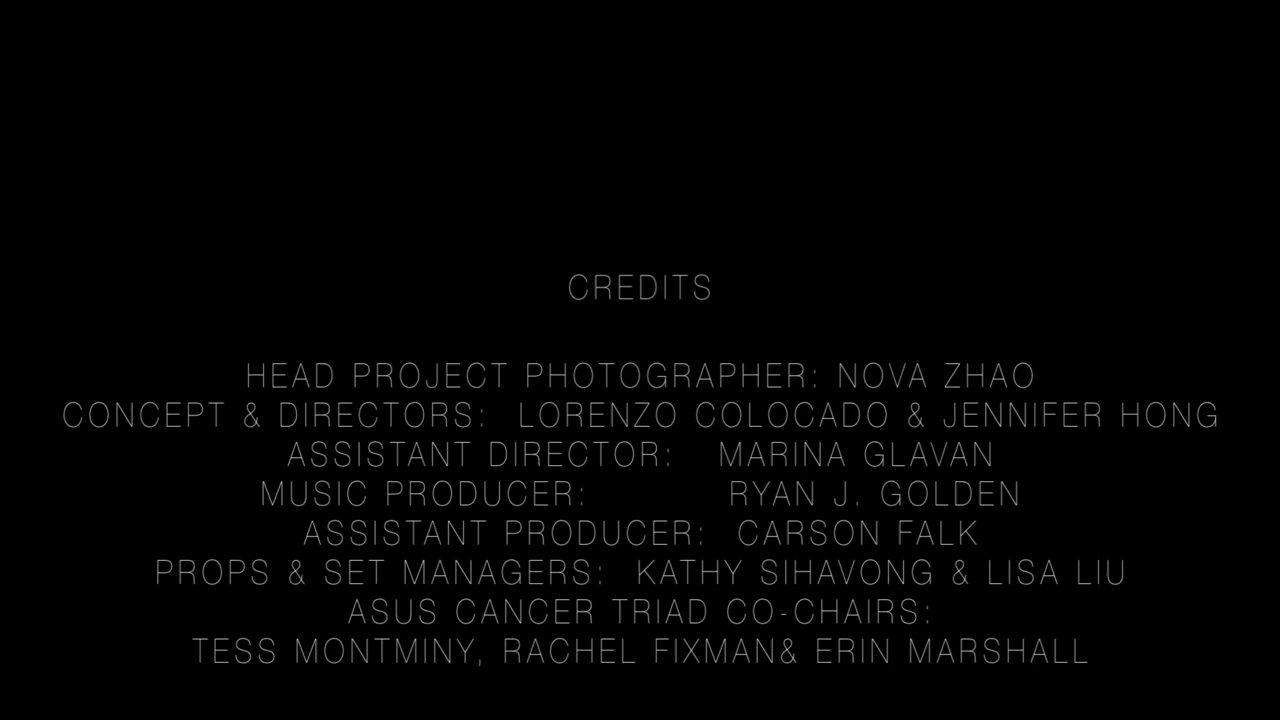 CREDITS
HEAD PROJECT PHOTOGRAPHER: NOVA ZHAO
CONCEPT & DIRECTORS: LORENZO COLOCADO & JENNIFER HONG
ASSISTANT DIRECTOR: MARINA GLAVAN
MUSIC PRODUCER: RYAN J. GOLDEN
ASSISTANT PRODUCER: CARSON FALK
PROPS & SET MANAGERS: KATHY SIHAVONG & LISA LIU
ASUS CANCER TRIAD CO-CHAIRS:
TESS MONTMINY, RACHEL FIXMAN& ERIN MARSHALL